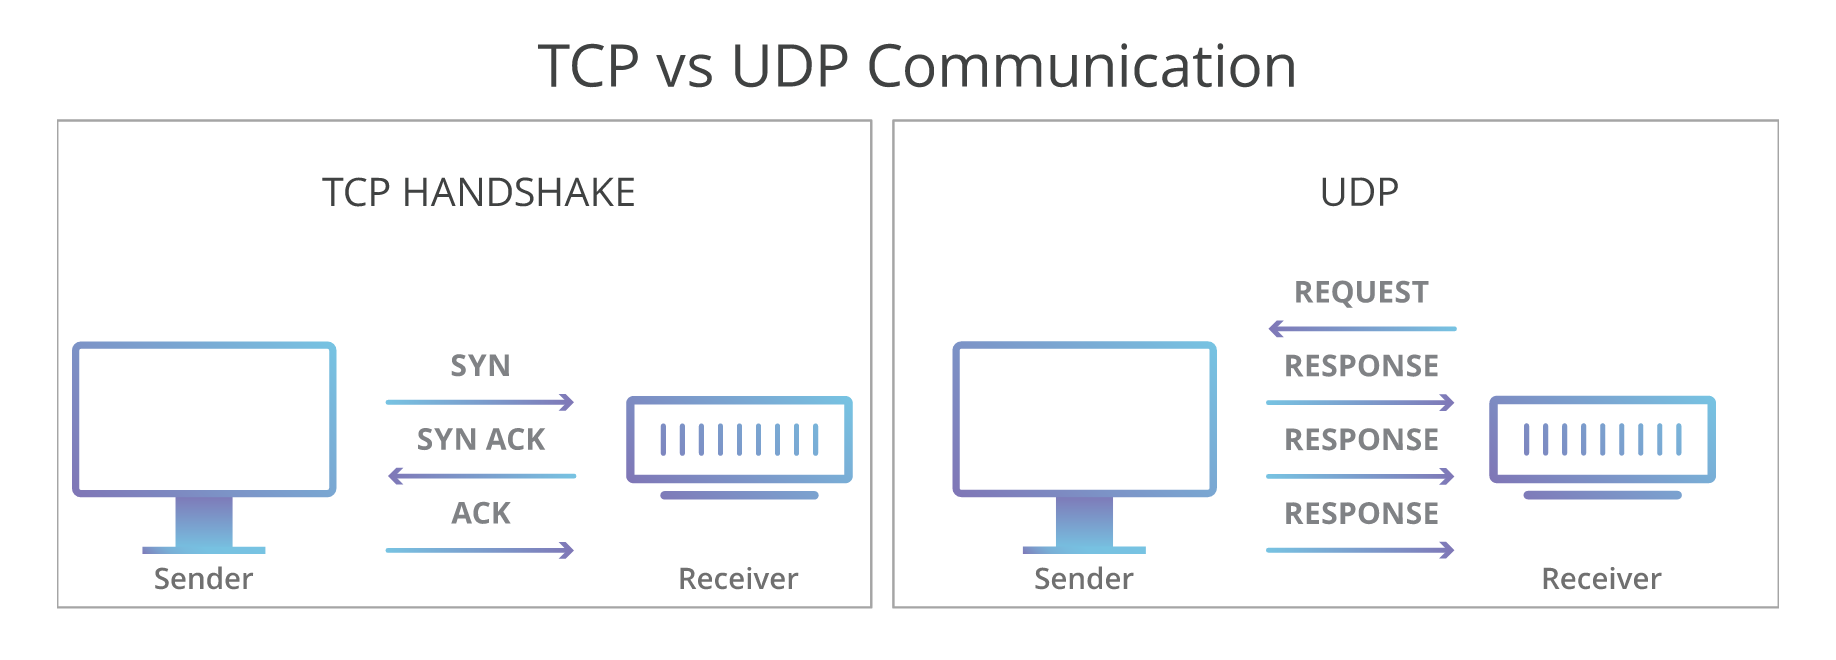 TCP vs UDP Communication
TCP HANDSHAKE
SYN
SYN ACK
ACK
Sender
Receiver
UDP
REQUEST
RESPONSE
RESPONSE
RESPONSE
Sender
Receiver